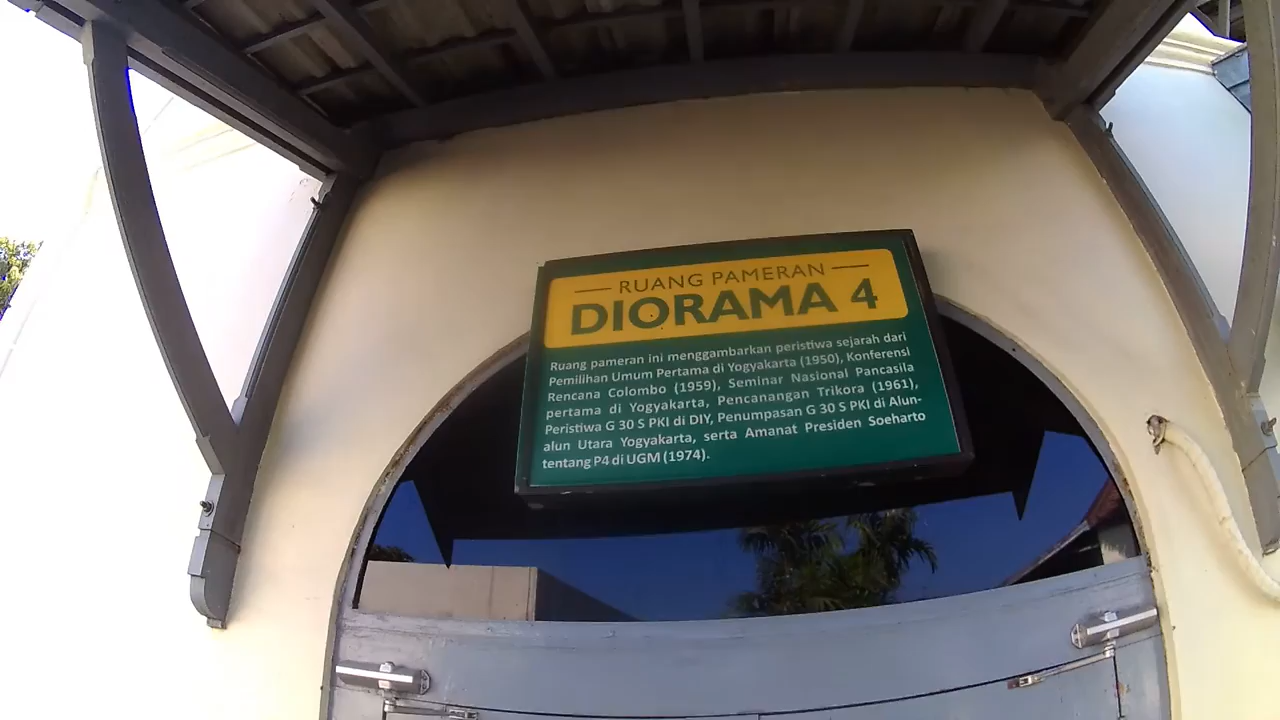 RUANG PAMERAN
DIORAMA 4
Ruang pameran ini menggambarkan peristiwa sejarah dari
Pemilihan Umum Pertama di Yogyakarta (1950), Konferensi
Rencana Colombo (1959), Seminar Nasional Pancasila
pertama di Yogyakarta, Pencanangan Trikora (1961),
Peristiwa G 30 S PKI di DIY, Penumpasan G 30 S PKI di Alun-
alun Utara Yogyakarta, serta Amanat Presiden Soeharto
tentang P4 di UGM (1974).